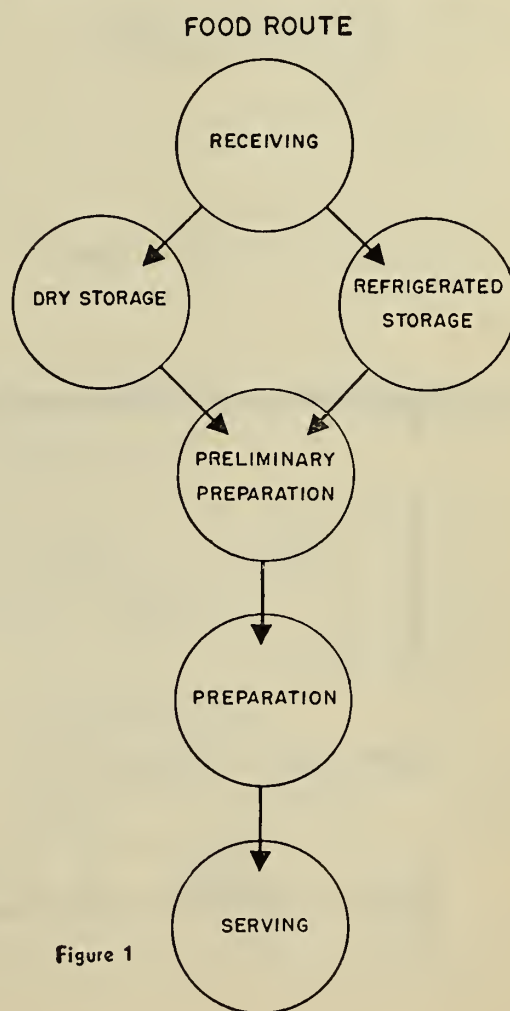 FOOD ROUTE
RECEIVING
DRY STORAGE
REFRIGERATED
STORAGE
PRELIMINARY
PREPARATION
PREPARATION
SERVING
Figure 1